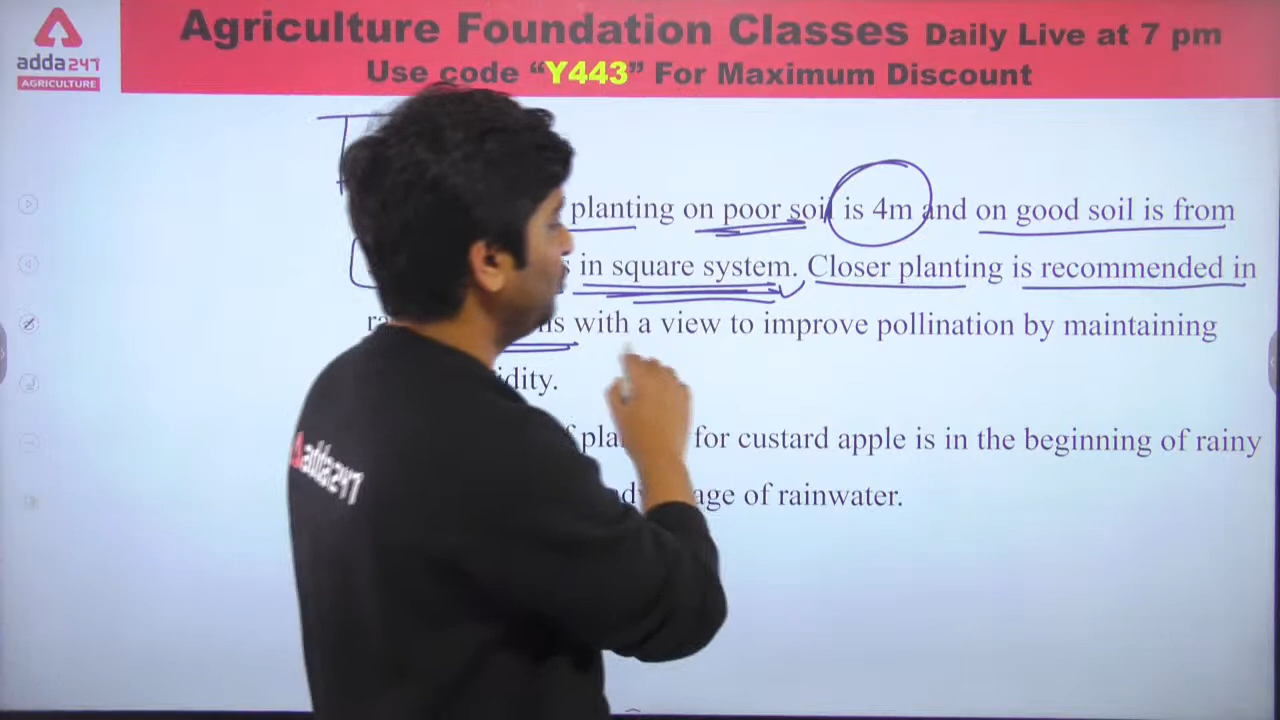 Agriculture Foundation Classes Daily Live at 7 pm
adda247
AGRICULTURE
Use code “Y443” For Maximum Discount
planting on poor soil is 4m and on good soil is from
in square system. Closer planting is recommended in
with a view to improve pollination by maintaining
for custard apple is in the beginning of rainy
of rainwater.
adda247